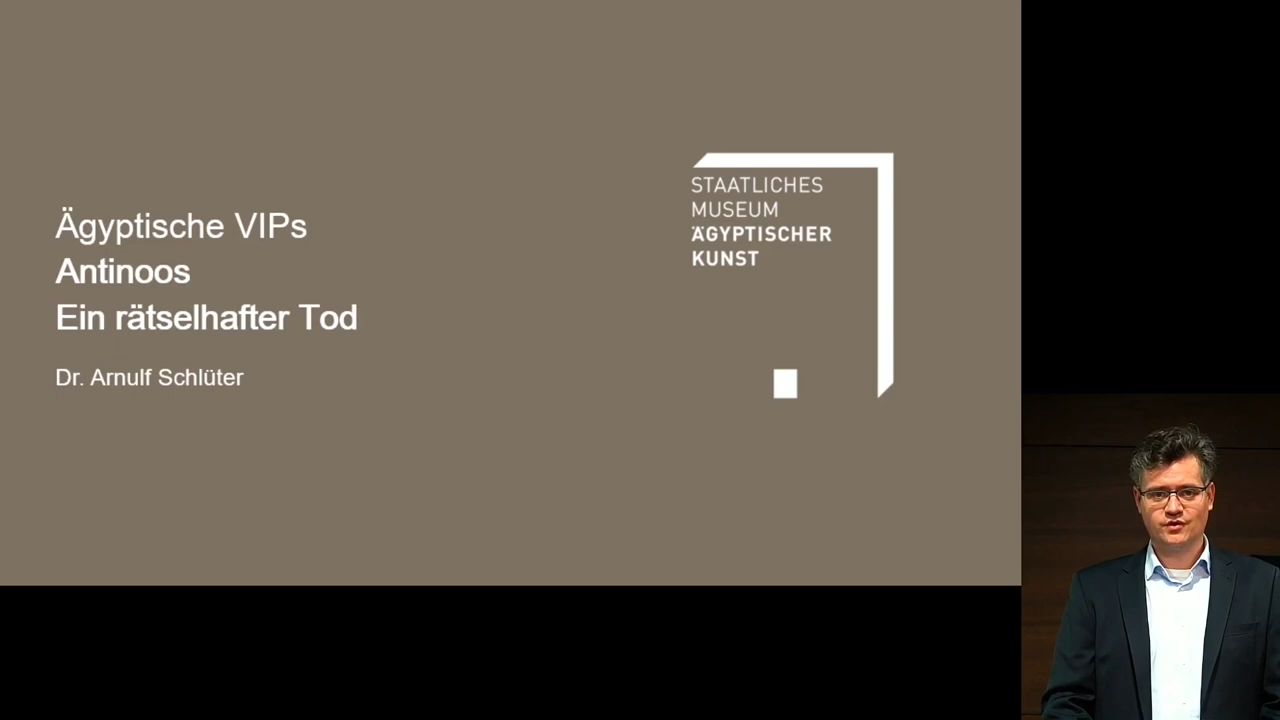 Ägyptische VIPs
Antinoos
Ein rätselhafter Tod
Dr. Arnulf Schlüter
STAATLICHES
MUSEUM
ÄGYPTISCHER
KUNST